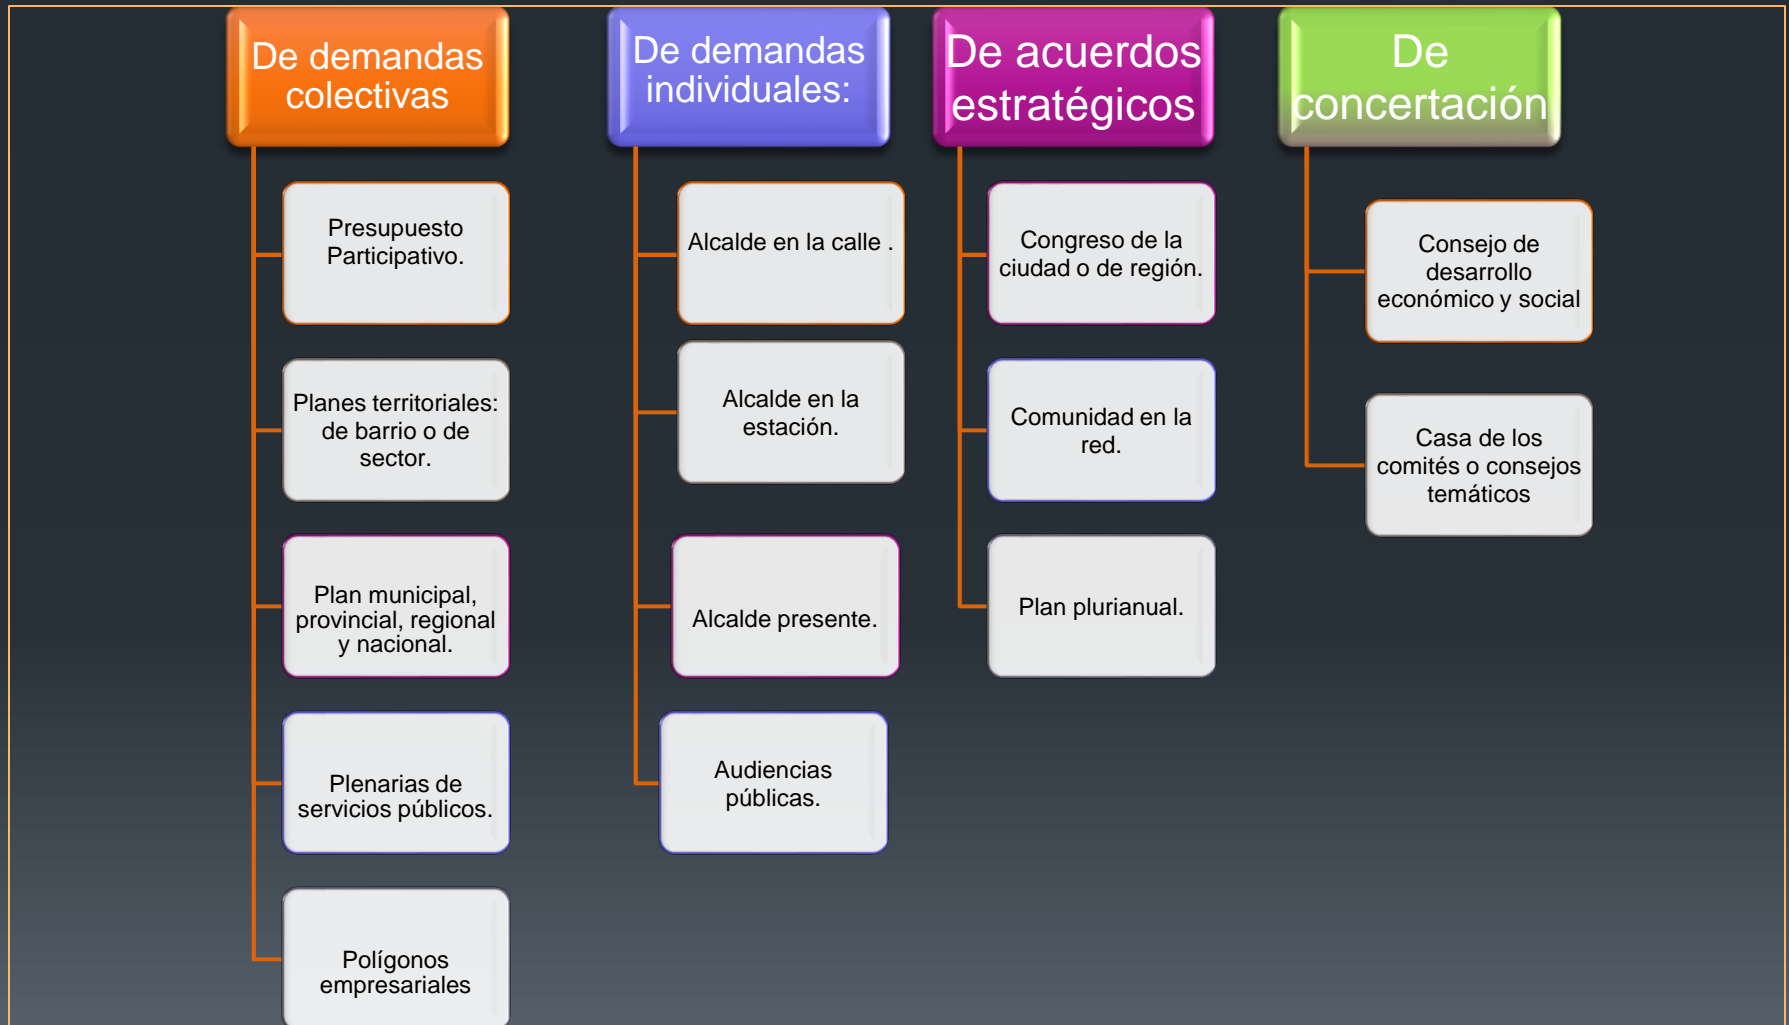 De demandas
colectivas
Presupuesto
Participativo.
Planes territoriales:
de barrio o de
sector.
Plan municipal,
provincial, regional
y nacional.
Plenarias de
servicios públicos.
Polígonos
empresariales
De demandas
individuales:
Alcalde en la calle .
Alcalde en la
estación.
Alcalde presente.
Audiencias
públicas.
De acuerdos
estratégicos
Congreso de la
ciudad o de región.
Comunidad en la
red.
Plan plurianual.
De
concertación
Consejo de
desarrollo
económico y social
Casa de los
comités o consejos
temáticos